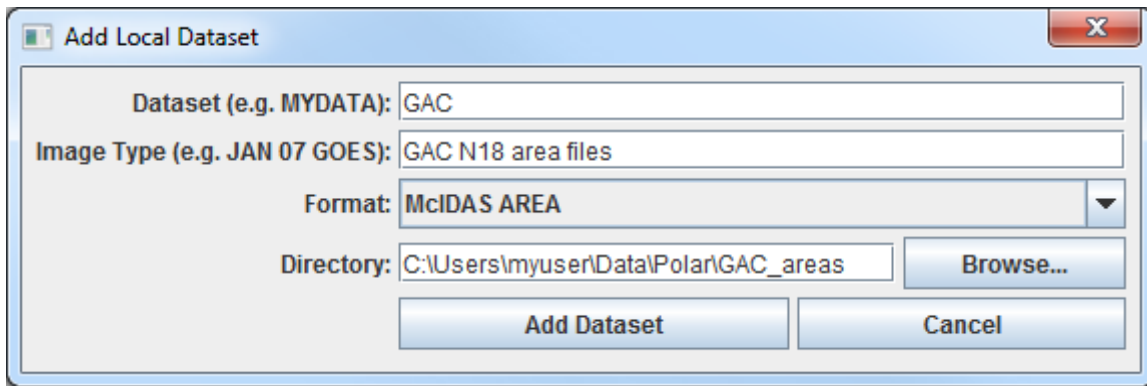 Add Local Dataset
Dataset (e.g. MYDATA): GAC
Image Type (e.g. JAN 07 GOES): GAC N18 area files
Format: McIDAS AREA
Directory: C:\Users\myuser\Data\Polar\GAC_areas Browse...
Add Dataset Cancel